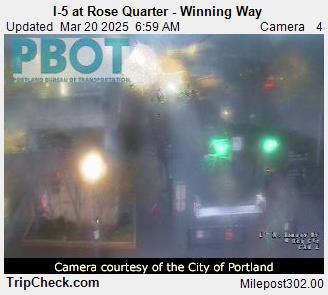 I-5 at Rose Quarter - Winning Way
Updated Mar 20 2025 6:59 AM Camera 4
PBOT
PORTLAND BUREAU OF TRANSPORTATION
Camera courtesy of the City of Portland
TripCheck.com Milepost302.00